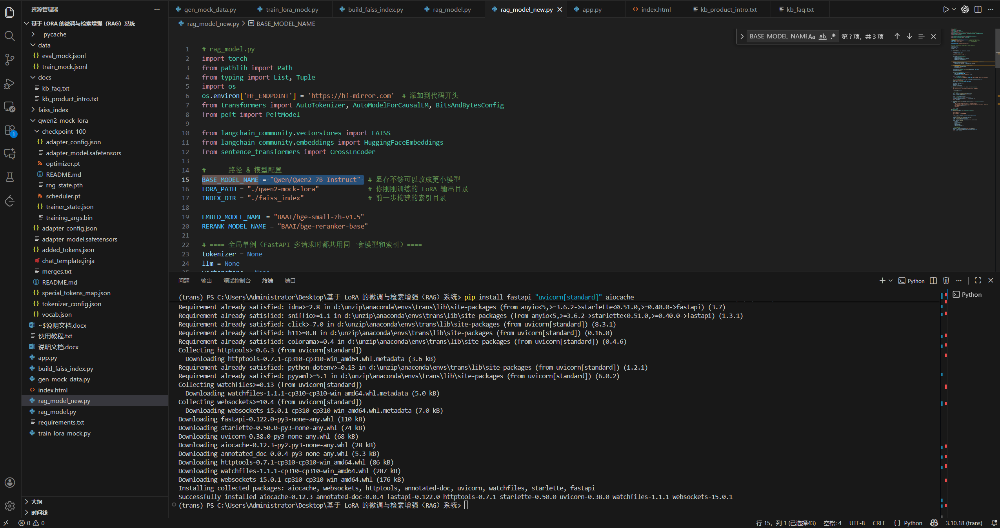 资源管理器
基于 LORA 的微调与检索增强（RAG）系统
__pycache__
data
eval_mock.jsonl
train_mock.jsonl
docs
kb_faq.txt
kb_product_intro.txt
faiss_index
qwen2-mock-lora
checkpoint-100
adapter_config.json
adapter_model.safetensors
optimizer.pt
README.md
rng_state.pth
scheduler.pt
trainer_state.json
training_args.bin
adapter_config.json
adapter_model.safetensors
added_tokens.json
chat_template.jinja
merges.txt
README.md
special_tokens_map.json
tokenizer_config.json
vocab.json
~$说明文档.docx
使用教程.txt
说明文档.docx
app.py
build_faiss_index.py
gen_mock_data.py
index.html
rag_model_new.py
rag_model.py
requirements.txt
train_lora_mock.py
大纲
时间线
1
gen_mock_data.py train_lora_mock.py build_faiss_index.py rag_model.py rag_model_new.py app.py index.html kb_product_intro.txt kb_faq.txt
rag_model_new.py > BASE_MODEL_NAME
BASE_MODEL_NAMI Aa ab 第 ? 项，共 3 项
1 # rag_model.py
2 import torch
3 from pathlib import Path
4 from typing import List, Tuple
5 import os
6 os.environ['HF_ENDPOINT'] = 'https://hf-mirror.com' # 添加到代码开头
7 from transformers import AutoTokenizer, AutoModelForCausalLM, BitsAndBytesConfig
8 from peft import PeftModel
9
10 from langchain_community.vectorstores import FAISS
11 from langchain_community.embeddings import HuggingFaceEmbeddings
12 from sentence_transformers import CrossEncoder
13
14 # ==== 路径 & 模型配置 ====
15 BASE_MODEL_NAME = "Qwen/Qwen2-7B-Instruct" # 显存不够可以改成更小模型
16 LORA_PATH = "./qwen2-mock-lora" # 你刚刚训练的 LoRA 输出目录
17 INDEX_DIR = "./faiss_index" # 前一步构建的索引目录
18
19 EMBED_MODEL_NAME = "BAAI/bge-small-zh-v1.5"
20 RERANK_MODEL_NAME = "BAAI/bge-reranker-base"
21
22 # ==== 全局单例（FastAPI 多请求时都共用同一套模型和索引）====
23 tokenizer = None
24 llm = None
问题 输出 调试控制台 终端 端口
Python
Python
(trans) PS C:\Users\Administrator\Desktop\基于 LoRA 的微调与检索增强（RAG）系统> pip install fastapi "uvicorn[standard]" aiocache
Requirement already satisfied: idna>=2.8 in d:\unzip\anaconda\envs\trans\lib\site-packages (from anyio<5,>=3.6.2->starlette<0.51.0,>=0.40.0->fastapi) (3.7)
Requirement already satisfied: sniffio>=1.1 in d:\unzip\anaconda\envs\trans\lib\site-packages (from anyio<5,>=3.6.2->starlette<0.51.0,>=0.40.0->fastapi) (1.3.1)
Requirement already satisfied: click>=7.0 in d:\unzip\anaconda\envs\trans\lib\site-packages (from uvicorn[standard]) (8.3.1)
Requirement already satisfied: h11>=0.8 in d:\unzip\anaconda\envs\trans\lib\site-packages (from uvicorn[standard]) (0.16.0)
Requirement already satisfied: colorama>=0.4 in d:\unzip\anaconda\envs\trans\lib\site-packages (from uvicorn[standard]) (0.4.6)
Collecting httptools>=0.6.3 (from uvicorn[standard])
Downloading httptools-0.7.1-cp310-cp310-win_amd64.whl.metadata (3.6 kB)
Requirement already satisfied: python-dotenv>=0.13 in d:\unzip\anaconda\envs\trans\lib\site-packages (from uvicorn[standard]) (1.2.1)
Requirement already satisfied: pyyaml>=5.1 in d:\unzip\anaconda\envs\trans\lib\site-packages (from uvicorn[standard]) (6.0.2)
Collecting watchfiles>=0.13 (from uvicorn[standard])
Downloading watchfiles-1.1.1-cp310-cp310-win_amd64.whl.metadata (5.0 kB)
Collecting websockets>=10.4 (from uvicorn[standard])
Downloading websockets-15.0.1-cp310-cp310-win_amd64.whl.metadata (7.0 kB)
Downloading fastapi-0.122.0-py3-none-any.whl (110 kB)
Downloading starlette-0.50.0-py3-none-any.whl (74 kB)
Downloading uvicorn-0.38.0-py3-none-any.whl (68 kB)
Downloading aiocache-0.12.3-py2.py3-none-any.whl (28 kB)
Downloading annotated_doc-0.0.4-py3-none-any.whl (5.3 kB)
Downloading httptools-0.7.1-cp310-cp310-win_amd64.whl (86 kB)
Downloading watchfiles-1.1.1-cp310-cp310-win_amd64.whl (287 kB)
Downloading websockets-15.0.1-cp310-cp310-win_amd64.whl (176 kB)
Installing collected packages: aiocache, websockets, httptools, annotated-doc, uvicorn, watchfiles, starlette, fastapi
Successfully installed aiocache-0.12.3 annotated-doc-0.0.4 fastapi-0.122.0 httptools-0.7.1 starlette-0.50.0 uvicorn-0.38.0 watchfiles-1.1.1 websockets-15.0.1
(trans) PS C:\Users\Administrator\Desktop\基于 LoRA 的微调与检索增强（RAG）系统>
0 0 行 15，列 1 (已选择43) 空格: 4 UTF-8 CRLF {} Python 3.10.18 (trans)